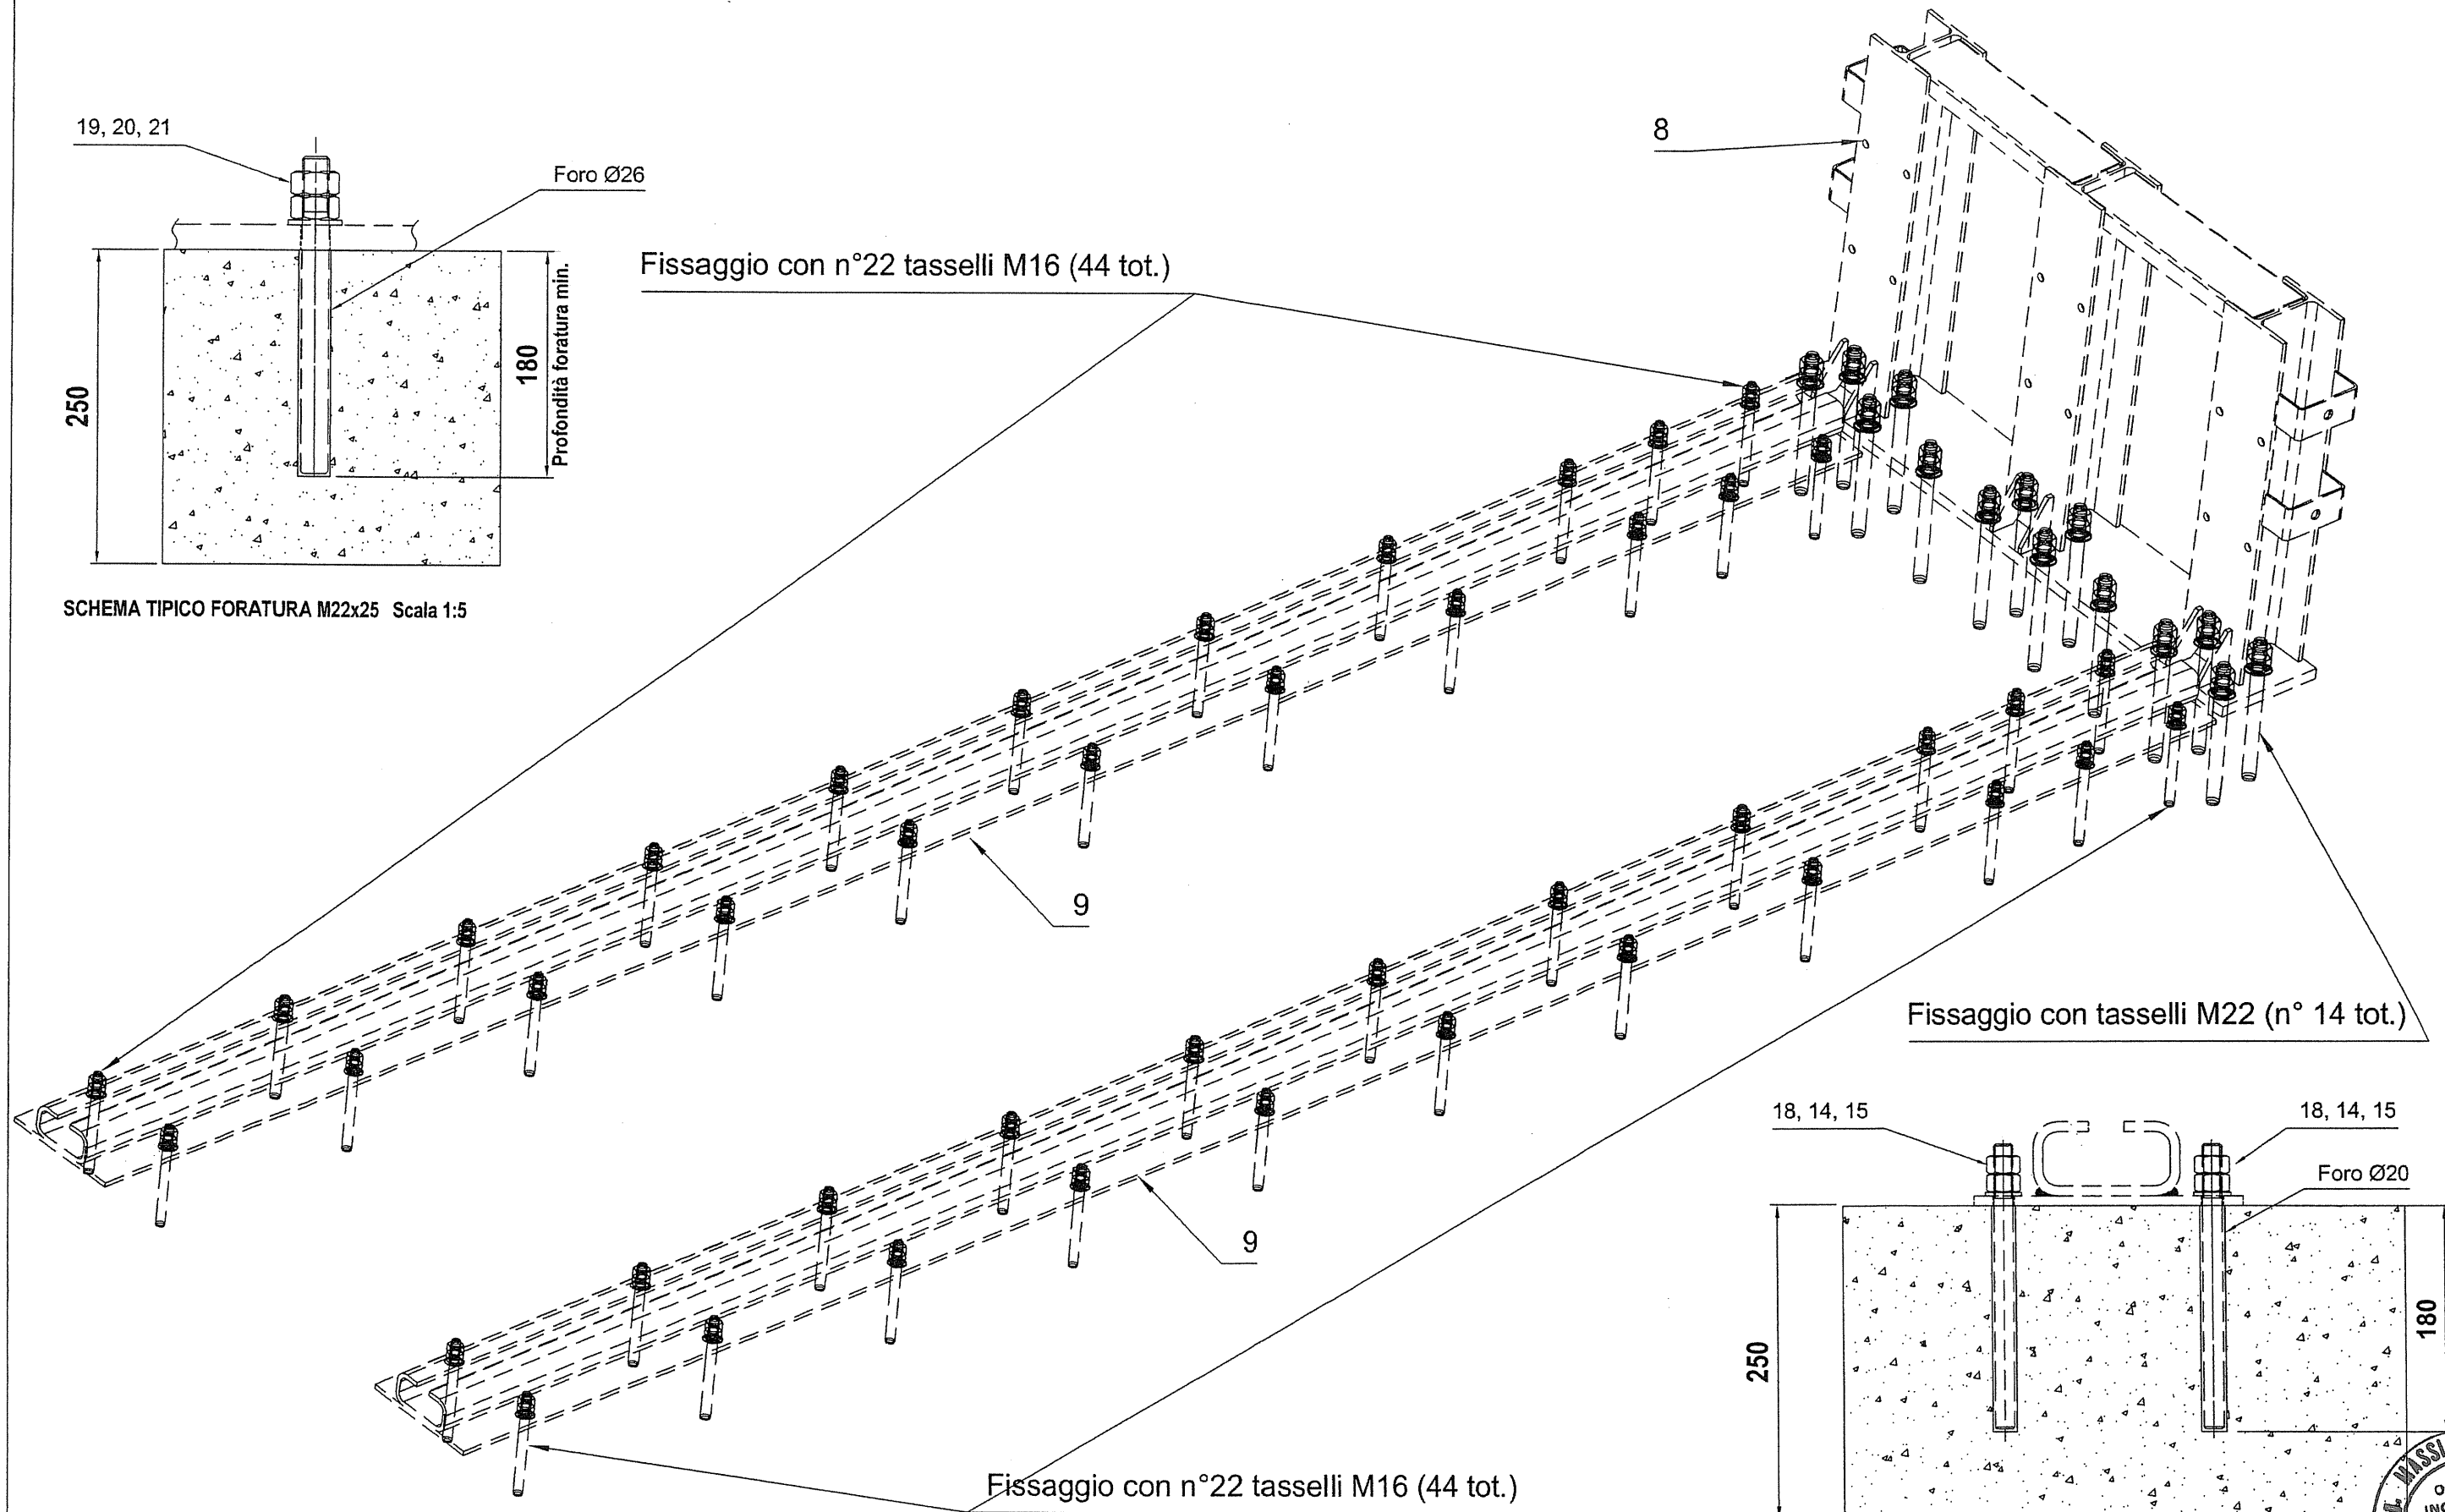 19, 20, 21
Foro Ø26
8
Fissaggio con n°22 tasselli M16 (44 tot.)
250
180
Profondità foratura min.
SCHEMA TIPICO FORATURA M22x25 Scala 1:5
9
Fissaggio con tasselli M22 (n° 14 tot.)
18, 14, 15
18, 14, 15
Foro Ø20
9
250
180
Fissaggio con n°22 tasselli M16 (44 tot.)